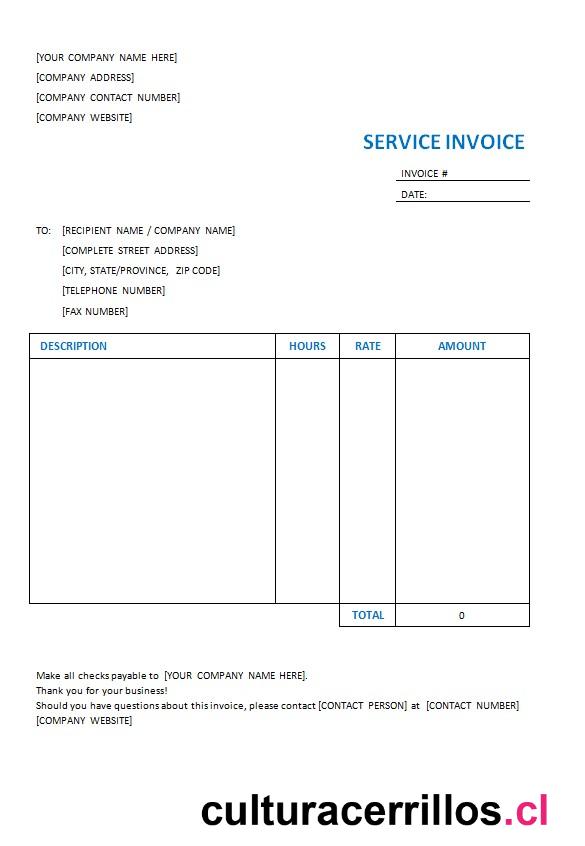 [YOUR COMPANY NAME HERE]
[COMPANY ADDRESS]
[COMPANY CONTACT NUMBER]
[COMPANY WEBSITE]
SERVICE INVOICE
INVOICE #
DATE:
TO: [RECIPIENT NAME / COMPANY NAME]
[COMPLETE STREET ADDRESS]
[CITY, STATE/PROVINCE, ZIP CODE]
[TELEPHONE NUMBER]
[FAX NUMBER]
DESCRIPTION HOURS RATE AMOUNT
TOTAL 0
Make all checks payable to [YOUR COMPANY NAME HERE].
Thank you for your business!
Should you have questions about this invoice, please contact [CONTACT PERSON] at [CONTACT NUMBER]
[COMPANY WEBSITE]
culturacerrillos.cl